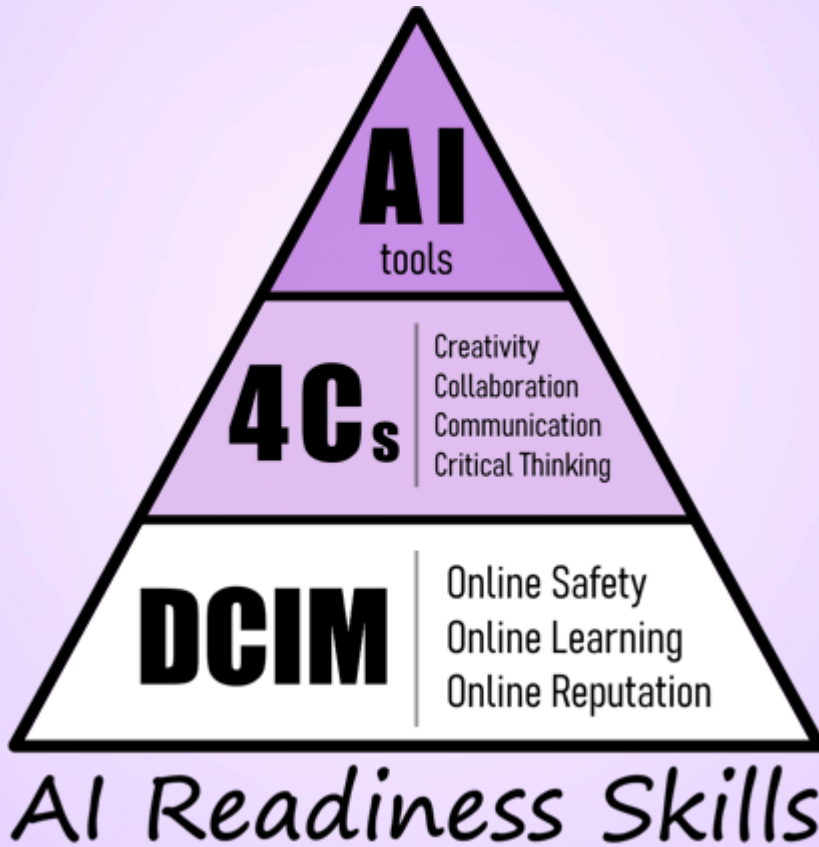 AI
tools
4Cs
Creativity
Collaboration
Communication
Critical Thinking
DCIM
Online Safety
Online Learning
Online Reputation
AI Readiness Skills